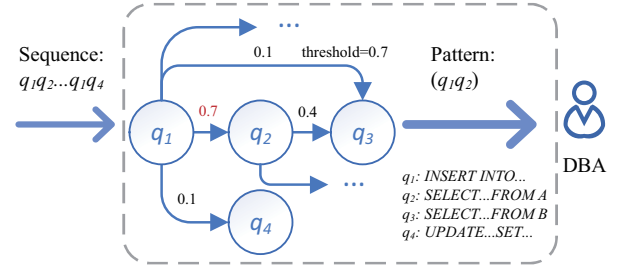 Sequence:
q1q2...q1q4
...
0.1
threshold=0.7
Pattern:
(q1q2)
q1
0.7
q2
0.4
q3
DBA
...
0.1
q4
q1: INSERT INTO...
q2: SELECT...FROM A
q3: SELECT...FROM B
q4: UPDATE...SET...